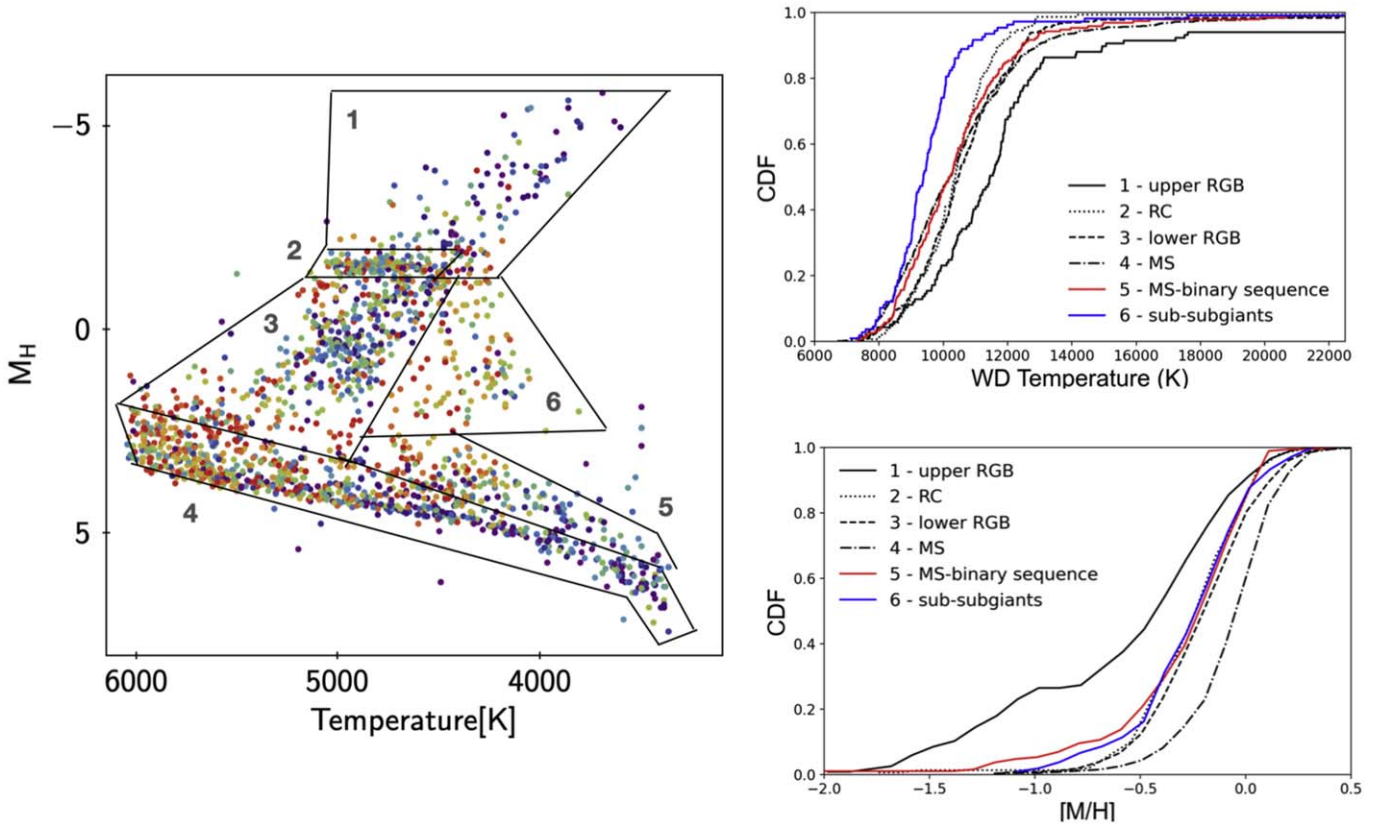 −5
0
5
M_H
6000
5000
4000
Temperature[K]
1
2
3
4
5
6
1.0
0.8
0.6
0.4
0.2
0.0
CDF
6000
8000
10000
12000
14000
16000
18000
20000
22000
WD Temperature (K)
1 - upper RGB
2 - RC
3 - lower RGB
4 - MS
5 - MS-binary sequence
6 - sub-subgiants
1.0
0.8
0.6
0.4
0.2
0.0
CDF
1 - upper RGB
2 - RC
3 - lower RGB
4 - MS
5 - MS-binary sequence
6 - sub-subgiants
−2.0
−1.5
−1.0
−0.5
0.0
0.5
[M/H]